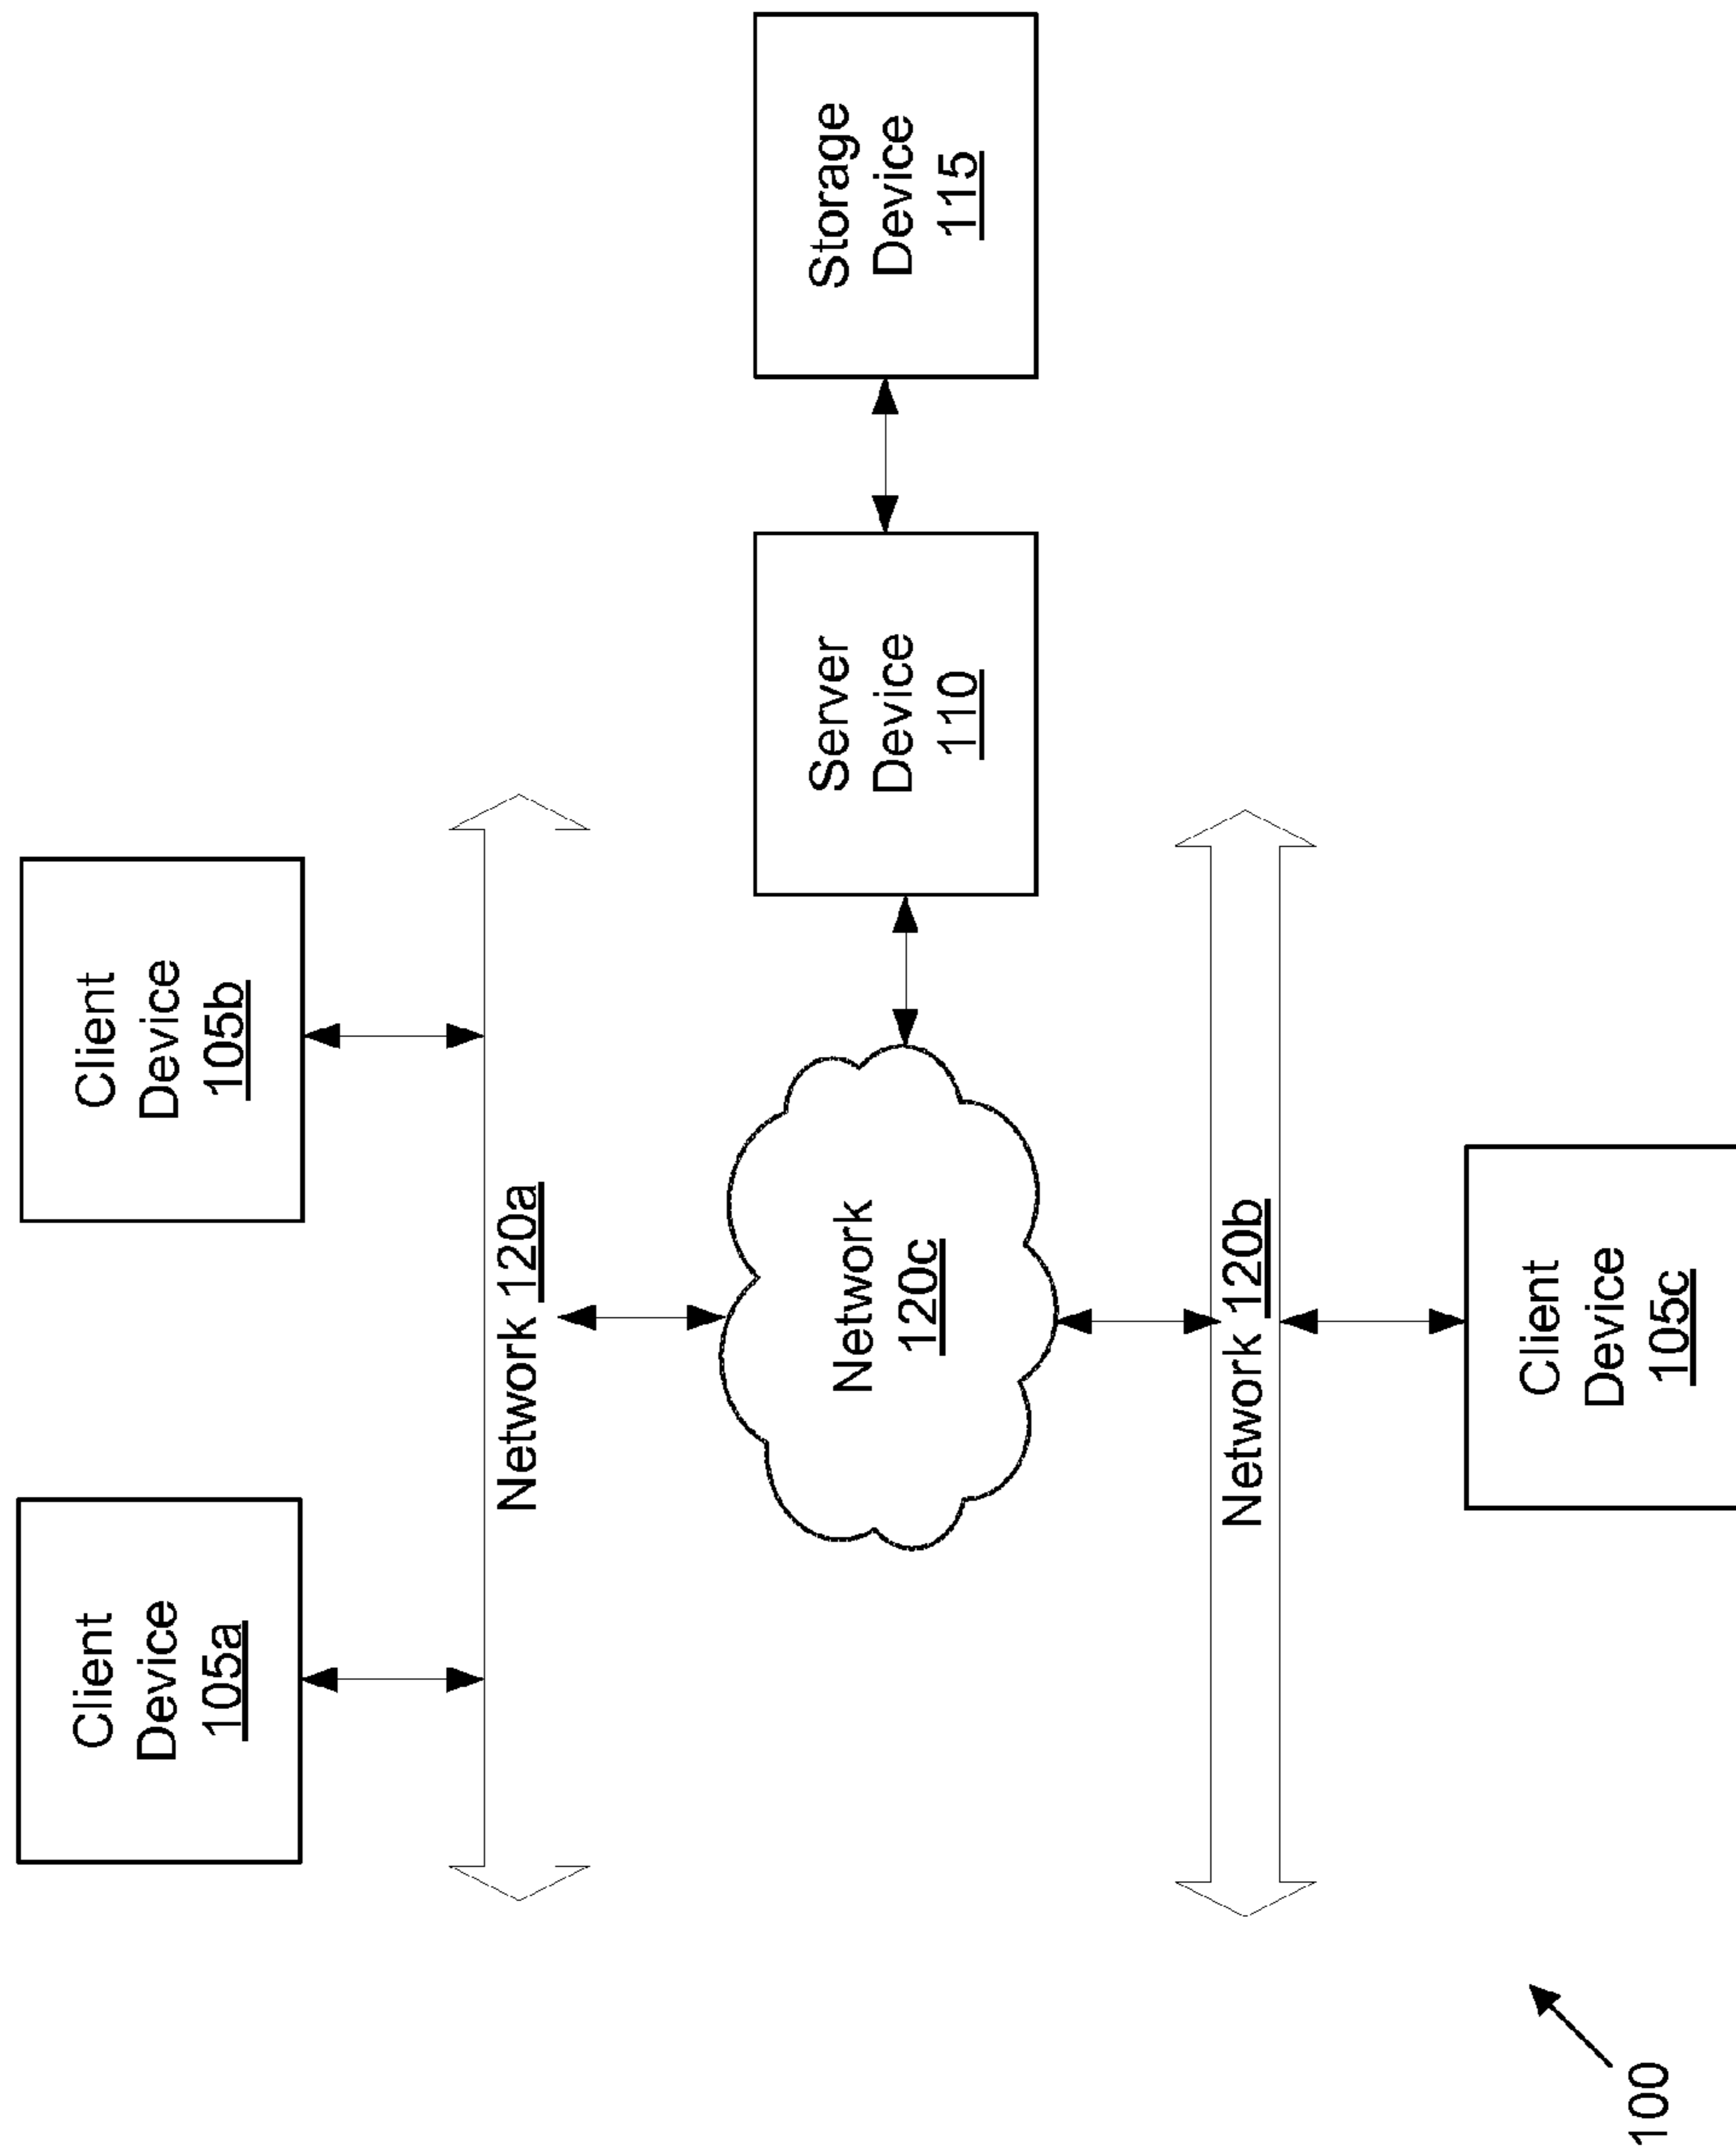 Client
Device
105a
Client
Device
105b
Network 120a
Network
120c
Server
Device
110
Storage
Device
115
Network 120b
Client
Device
105c
100